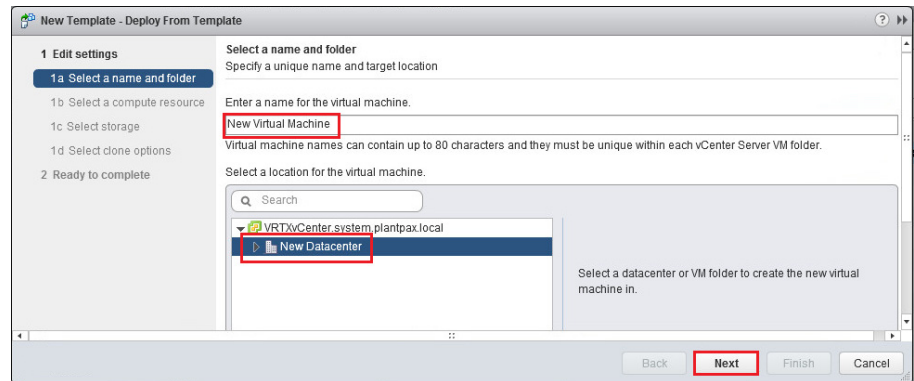 New Template - Deploy From Template
?
1 Edit settings
1a Select a name and folder
1b Select a compute resource
1c Select storage
1d Select clone options
2 Ready to complete
Select a name and folder
Specify a unique name and target location
Enter a name for the virtual machine.
New Virtual Machine
Virtual machine names can contain up to 80 characters and they must be unique within each vCenter Server VM folder.
Select a location for the virtual machine.
Search
VRTXvCenter.system.plantpax.local
New Datacenter
Select a datacenter or VM folder to create the new virtual
machine in.
Back Next Finish Cancel